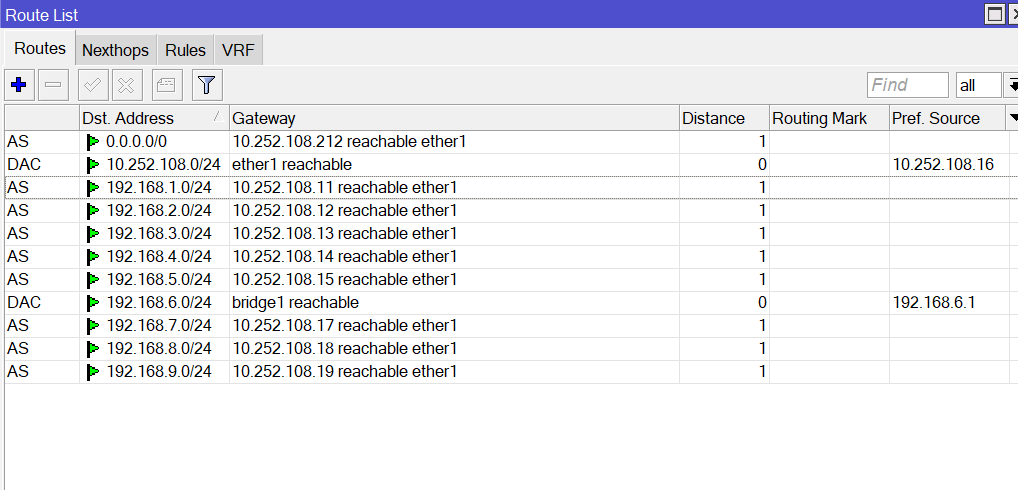 Route List
Routes Nexthops Rules VRF
Find all
Dst. Address Gateway Distance Routing Mark Pref. Source
AS 0.0.0.0/0 10.252.108.212 reachable ether1 1
DAC 10.252.108.0/24 ether1 reachable 0 10.252.108.16
AS 192.168.1.0/24 10.252.108.11 reachable ether1 1
AS 192.168.2.0/24 10.252.108.12 reachable ether1 1
AS 192.168.3.0/24 10.252.108.13 reachable ether1 1
AS 192.168.4.0/24 10.252.108.14 reachable ether1 1
AS 192.168.5.0/24 10.252.108.15 reachable ether1 1
DAC 192.168.6.0/24 bridge1 reachable 0 192.168.6.1
AS 192.168.7.0/24 10.252.108.17 reachable ether1 1
AS 192.168.8.0/24 10.252.108.18 reachable ether1 1
AS 192.168.9.0/24 10.252.108.19 reachable ether1 1